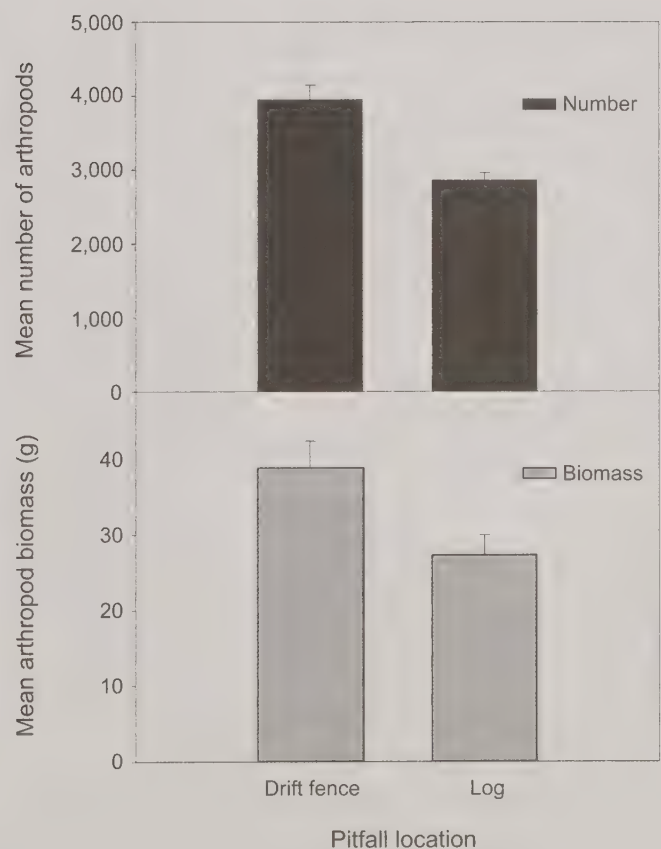 Mean number of arthropods
5,000
4,000
3,000
2,000
1,000
0
Number
Mean arthropod biomass (g)
40
30
20
10
0
Biomass
Drift fence Log
Pitfall location